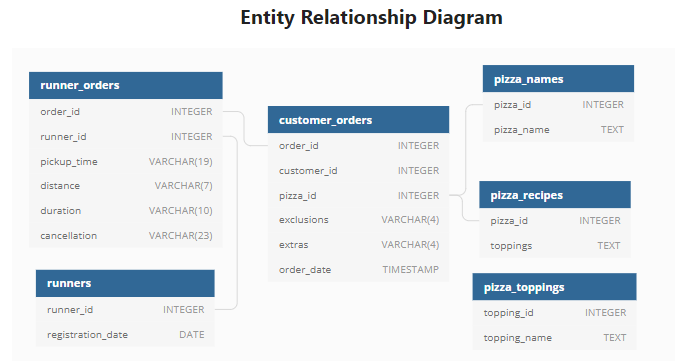 Entity Relationship Diagram
runner_orders
order_id INTEGER
runner_id INTEGER
pickup_time VARCHAR(19)
distance VARCHAR(7)
duration VARCHAR(10)
cancellation VARCHAR(23)
runners
runner_id INTEGER
registration_date DATE
customer_orders
order_id INTEGER
customer_id INTEGER
pizza_id INTEGER
exclusions VARCHAR(4)
extras VARCHAR(4)
order_date TIMESTAMP
pizza_names
pizza_id INTEGER
pizza_name TEXT
pizza_recipes
pizza_id INTEGER
toppings TEXT
pizza_toppings
topping_id INTEGER
topping_name TEXT